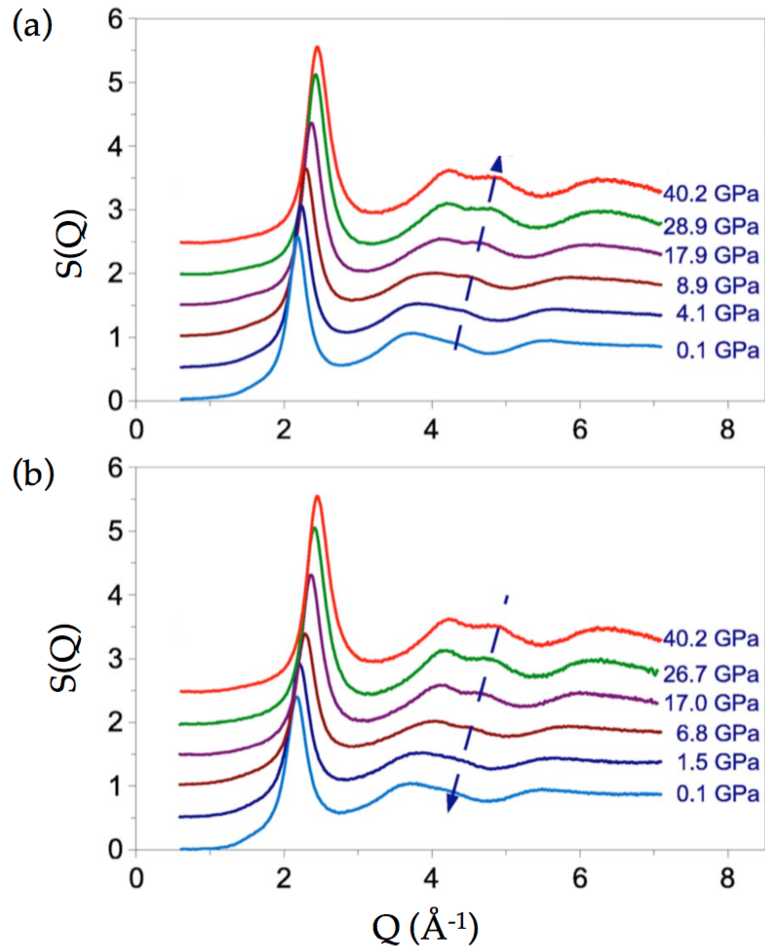 (a)
6
5
4
3
2
1
0
S(Q)
40.2 GPa
28.9 GPa
17.9 GPa
8.9 GPa
4.1 GPa
0.1 GPa
0 2 4 6 8
(b)
6
5
4
3
2
1
0
S(Q)
40.2 GPa
26.7 GPa
17.0 GPa
6.8 GPa
1.5 GPa
0.1 GPa
0 2 4 6 8
Q (Å⁻¹)